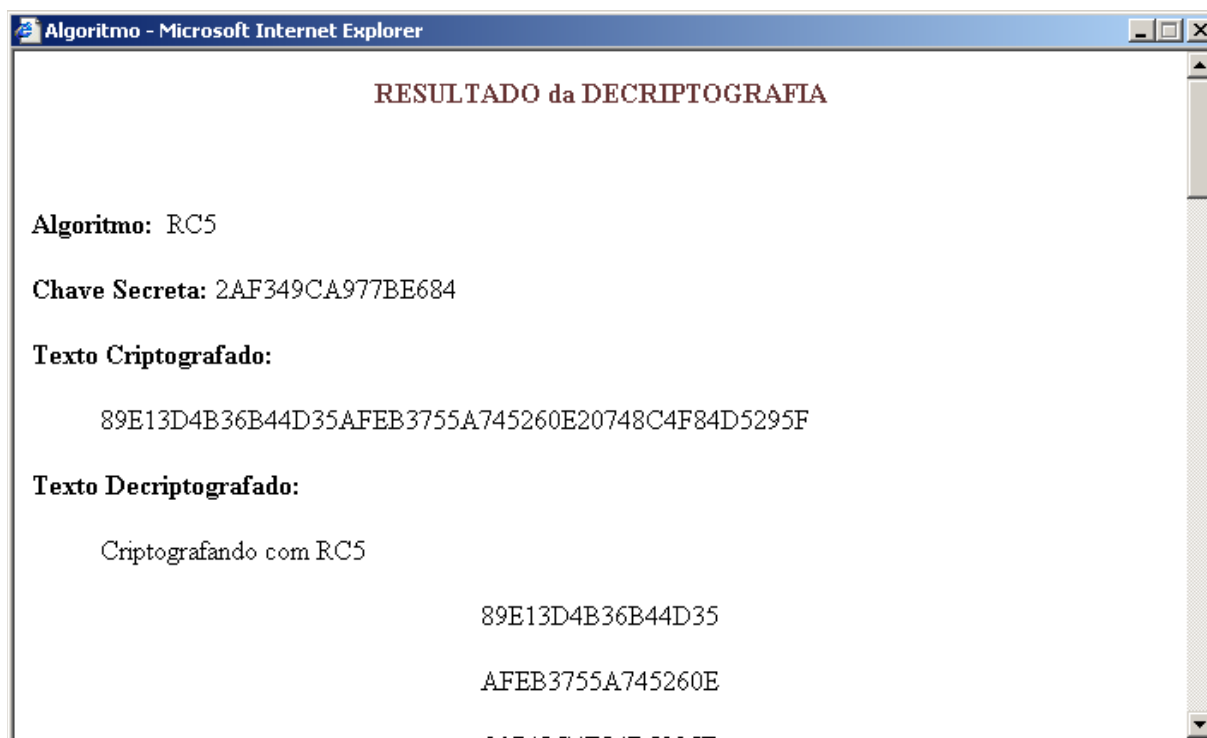 Algoritmo - Microsoft Internet Explorer
RESULTADO da DECRIPTOGRAFIA
Algoritmo: RC5
Chave Secreta: 2AF349CA977BE684
Texto Criptografado:
89E13D4B36B44D35AFEB3755A745260E20748C4F84D5295F
Texto Decriptografado:
Criptografando com RC5
89E13D4B36B44D35
AFEB3755A745260E